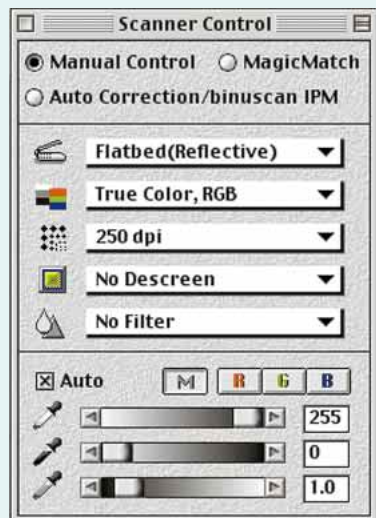 Scanner Control
Manual Control MagicMatch
Auto Correction/binuscan IPM
Flatbed(Reflective)
True Color, RGB
250 dpi
No Descreen
No Filter
Auto M R G B
255
0
1.0